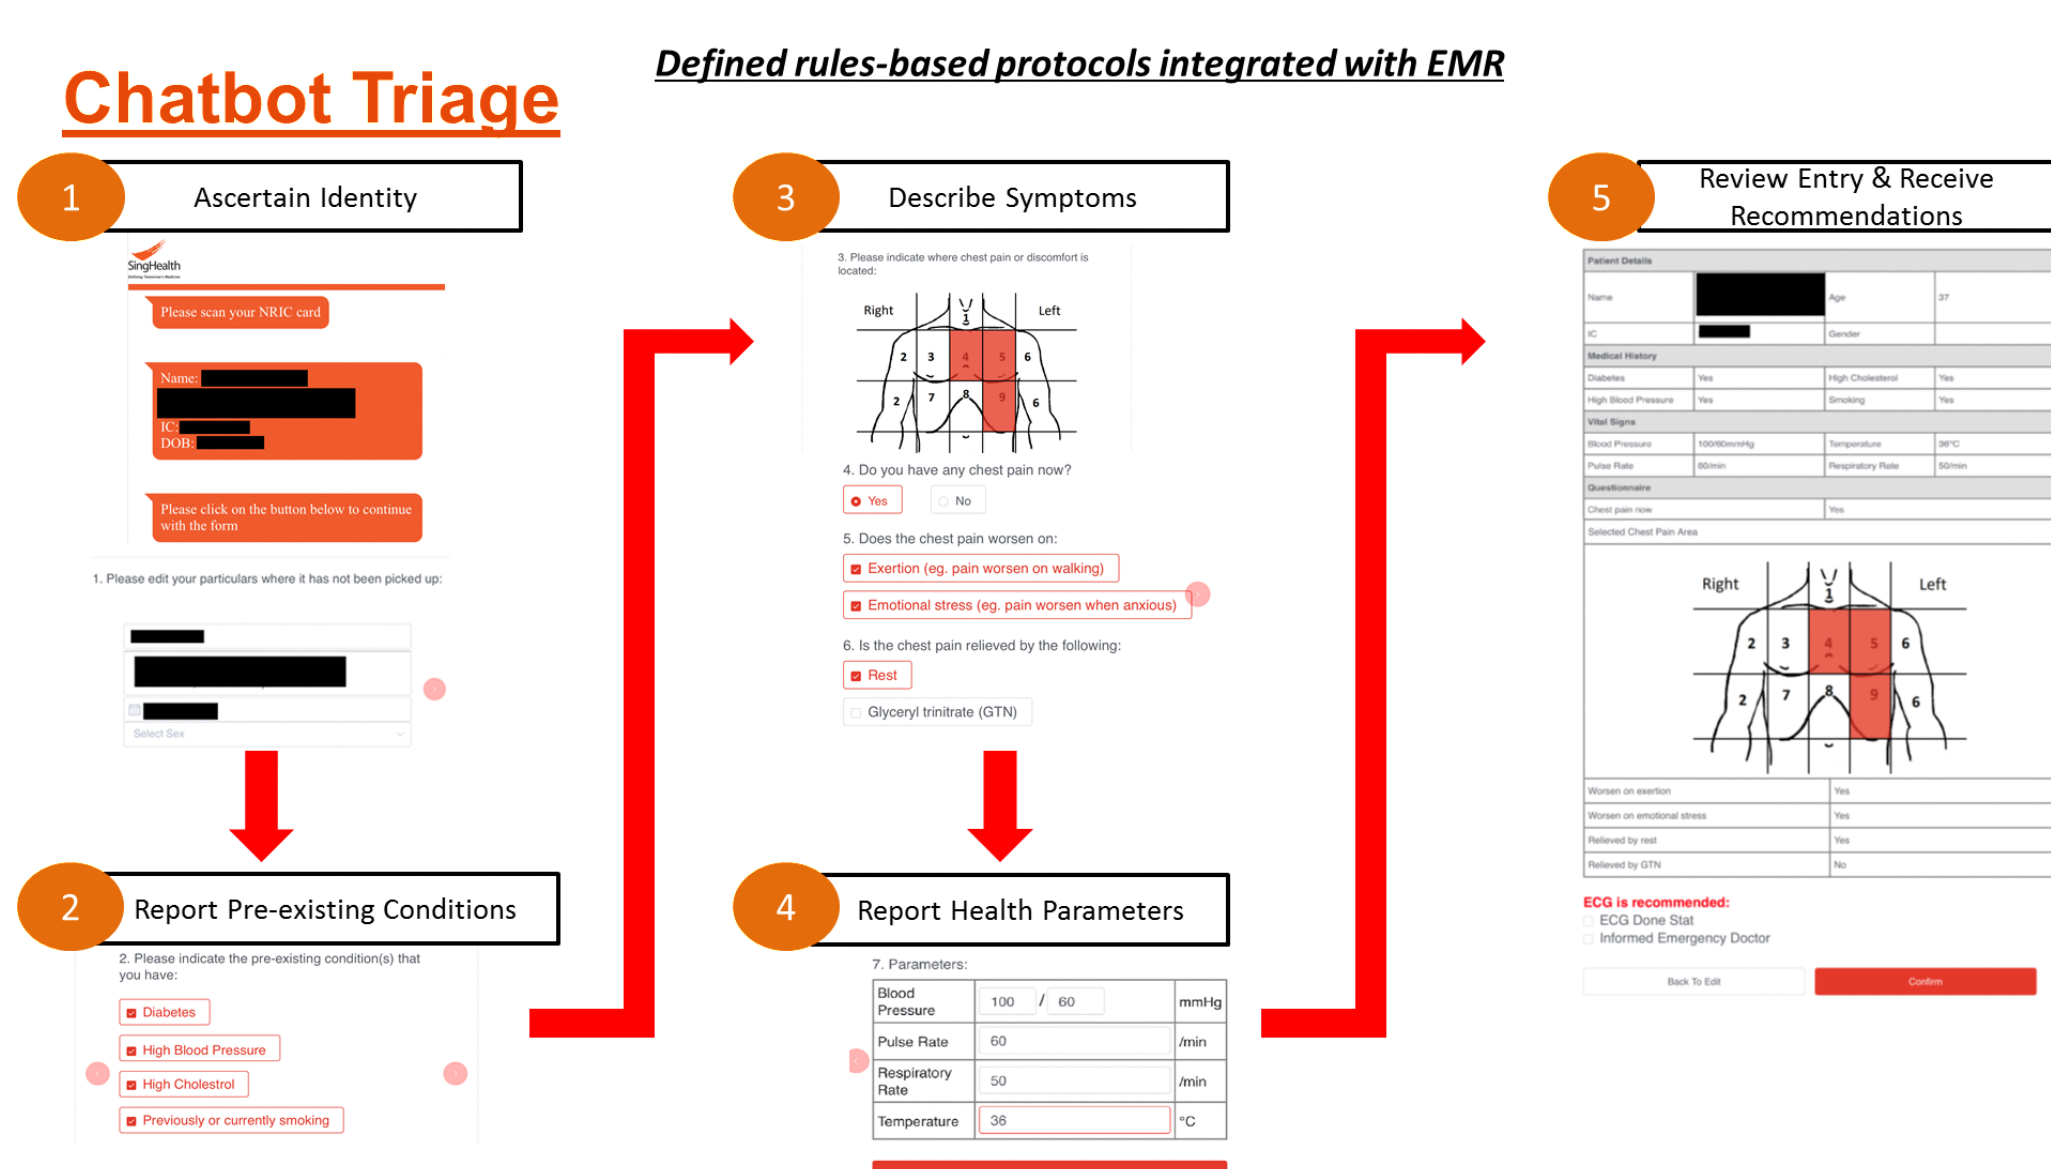 Defined rules-based protocols integrated with EMR
Chatbot Triage
1
Ascertain Identity
SingHealth
Defining Tomorrow's Medicine
Please scan your NRIC card
Name:
IC:
DOB:
Please click on the button below to continue
with the form
1. Please edit your particulars where it has not been picked up:
Select Sex
2
Report Pre-existing Conditions
2. Please indicate the pre-existing condition(s) that
you have:
Diabetes
High Blood Pressure
High Cholestrol
Previously or currently smoking
3
Describe Symptoms
3. Please indicate where chest pain or discomfort is
located:
Right 1 Left
2 3 4 5 6
2 7 8 9 6
4. Do you have any chest pain now?
Yes No
5. Does the chest pain worsen on:
Exertion (eg. pain worsen on walking)
Emotional stress (eg. pain worsen when anxious)
6. Is the chest pain relieved by the following:
Rest
Glyceryl trinitrate (GTN)
4
Report Health Parameters
7. Parameters:
Blood
Pressure 100 / 60 mmHg
Pulse Rate 60 /min
Respiratory
Rate 50 /min
Temperature 36 °C
5
Review Entry & Receive
Recommendations
Patient Details
Name Age 37
IC Gender
Medical History
Diabetes Yes High Cholesterol Yes
High Blood Pressure Yes Smoking Yes
Vital Signs
Blood Pressure 100/60mmHg Temperature 36°C
Pulse Rate 60/min Respiratory Rate 50/min
Questionnaire
Chest pain now Yes
Selected Chest Pain Area
Right 1 Left
2 3 4 5 6
2 7 8 9 6
Worsen on exertion Yes
Worsen on emotional stress Yes
Relieved by rest Yes
Relieved by GTN No
ECG is recommended:
ECG Done Stat
Informed Emergency Doctor
Back To Edit Confirm